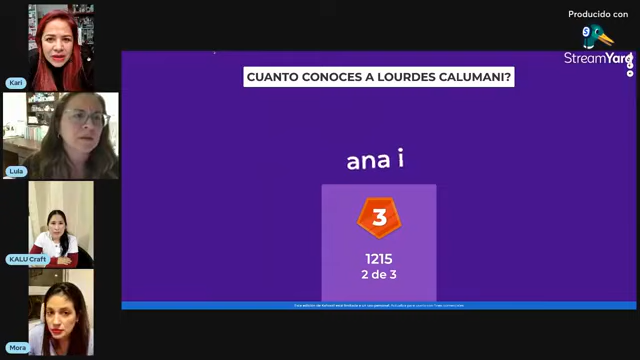 Producido con
StreamYard
CUANTO CONOCES A LOURDES CALUMANI?
ana i
3
1215
2 de 3
Kari
Lula
KALU Craft
Mora